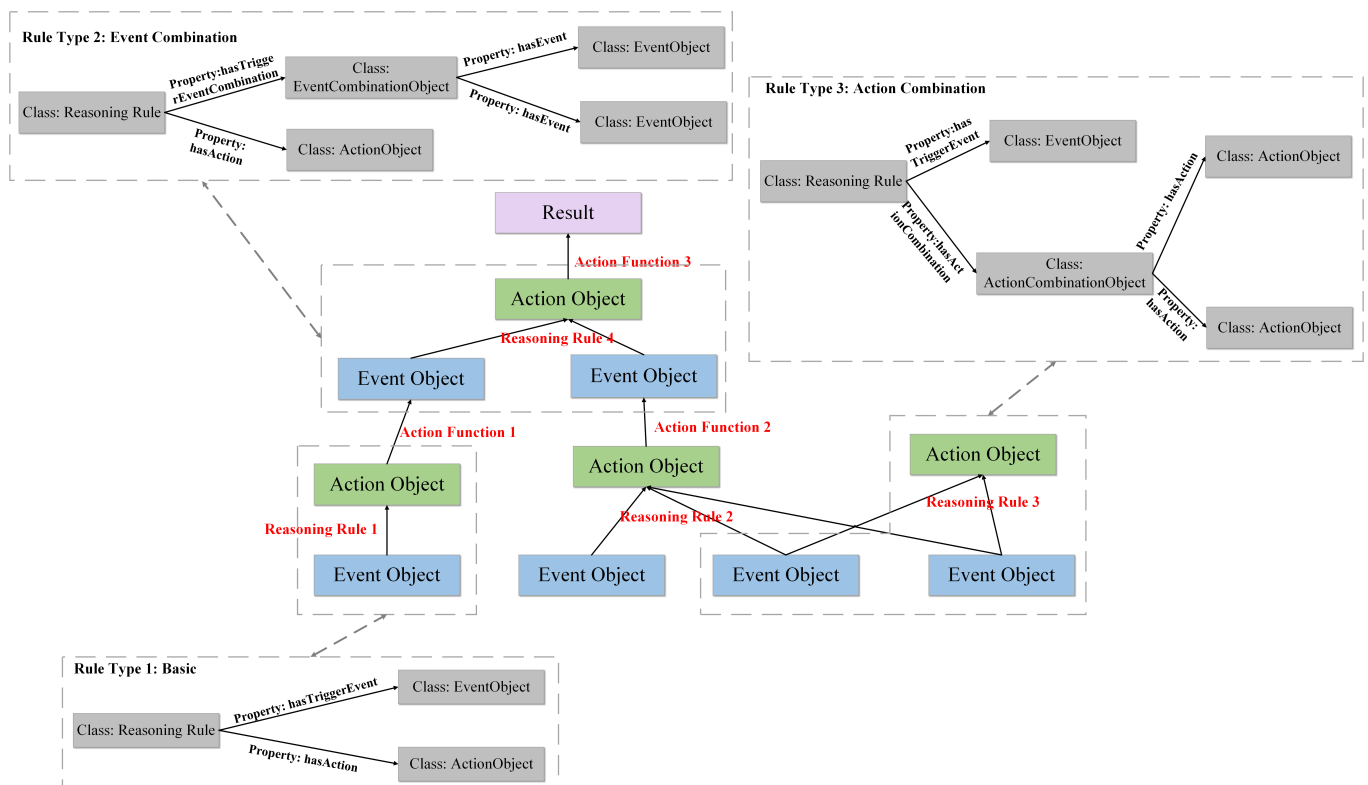 Rule Type 2: Event Combination
Class: Reasoning Rule
Property:hasTrigge
rEventCombination
Property:
hasAction
Class:
EventCombinationObject
Class: ActionObject
Property: hasEvent
Property: hasEvent
Class: EventObject
Class: EventObject
Rule Type 3: Action Combination
Class: Reasoning Rule
Property:has
TriggerEvent
Property:hasAct
ionCombination
Class: EventObject
Class:
ActionCombinationObject
Property: hasAction
Property:
hasAction
Class: ActionObject
Class: ActionObject
Result
Action Function 3
Action Object
Reasoning Rule 4
Event Object
Event Object
Action Function 1
Action Function 2
Action Object
Action Object
Action Object
Reasoning Rule 1
Reasoning Rule 2
Reasoning Rule 3
Event Object
Event Object
Event Object
Event Object
Rule Type 1: Basic
Class: Reasoning Rule
Property: hasTriggerEvent
Property: hasAction
Class: EventObject
Class: ActionObject